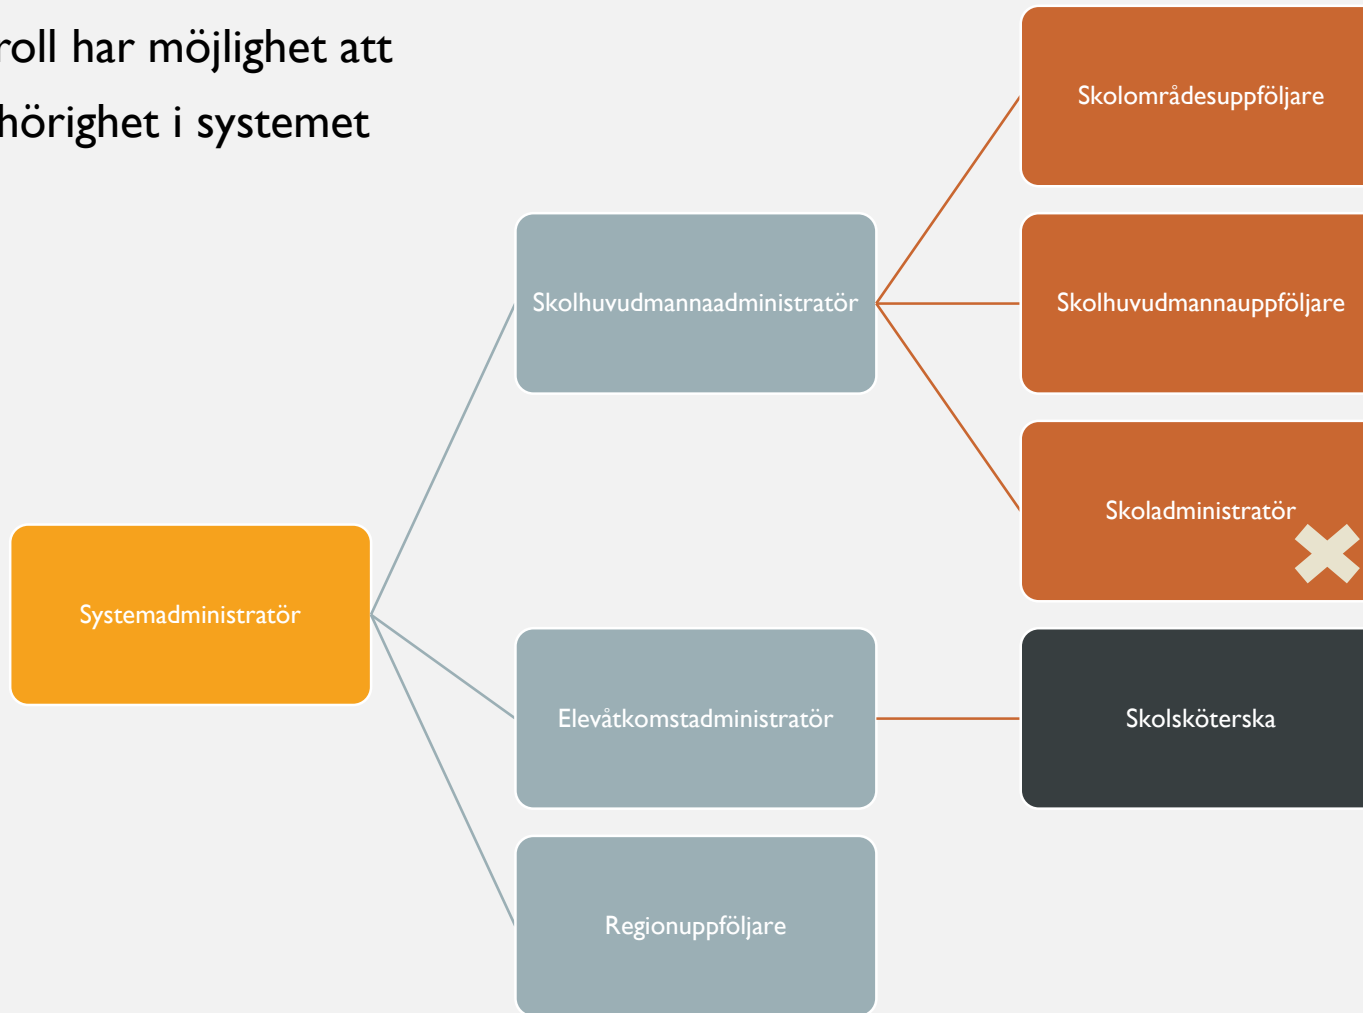 roll har möjlighet att
hörighet i systemet
Skolområdesuppföljare
Skolhuvudmannaadministratör
Skolhuvudmannauppföljare
Skoladministratör
Systemadministratör
Elevåtkomstadministratör
Skolsköterska
Regionuppföljare